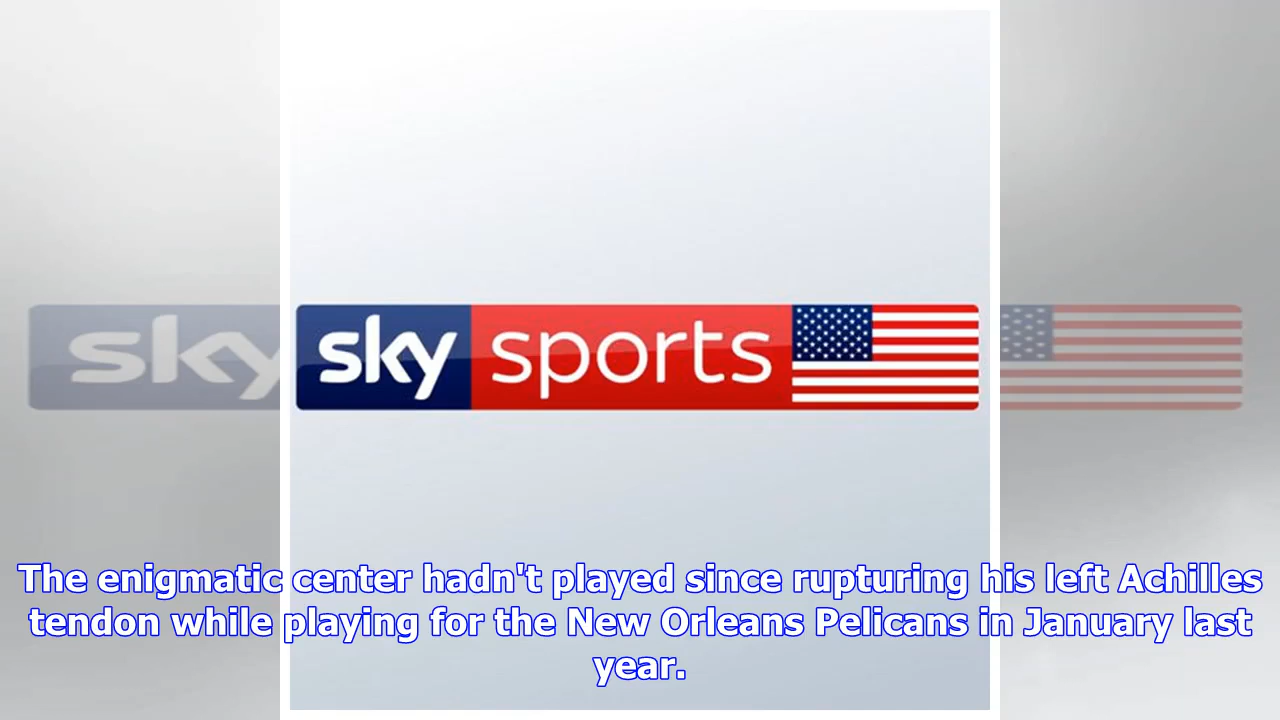 sky sports
sky
The enigmatic center hadn't played since rupturing his left Achilles
tendon while playing for the New Orleans Pelicans in January last
year.